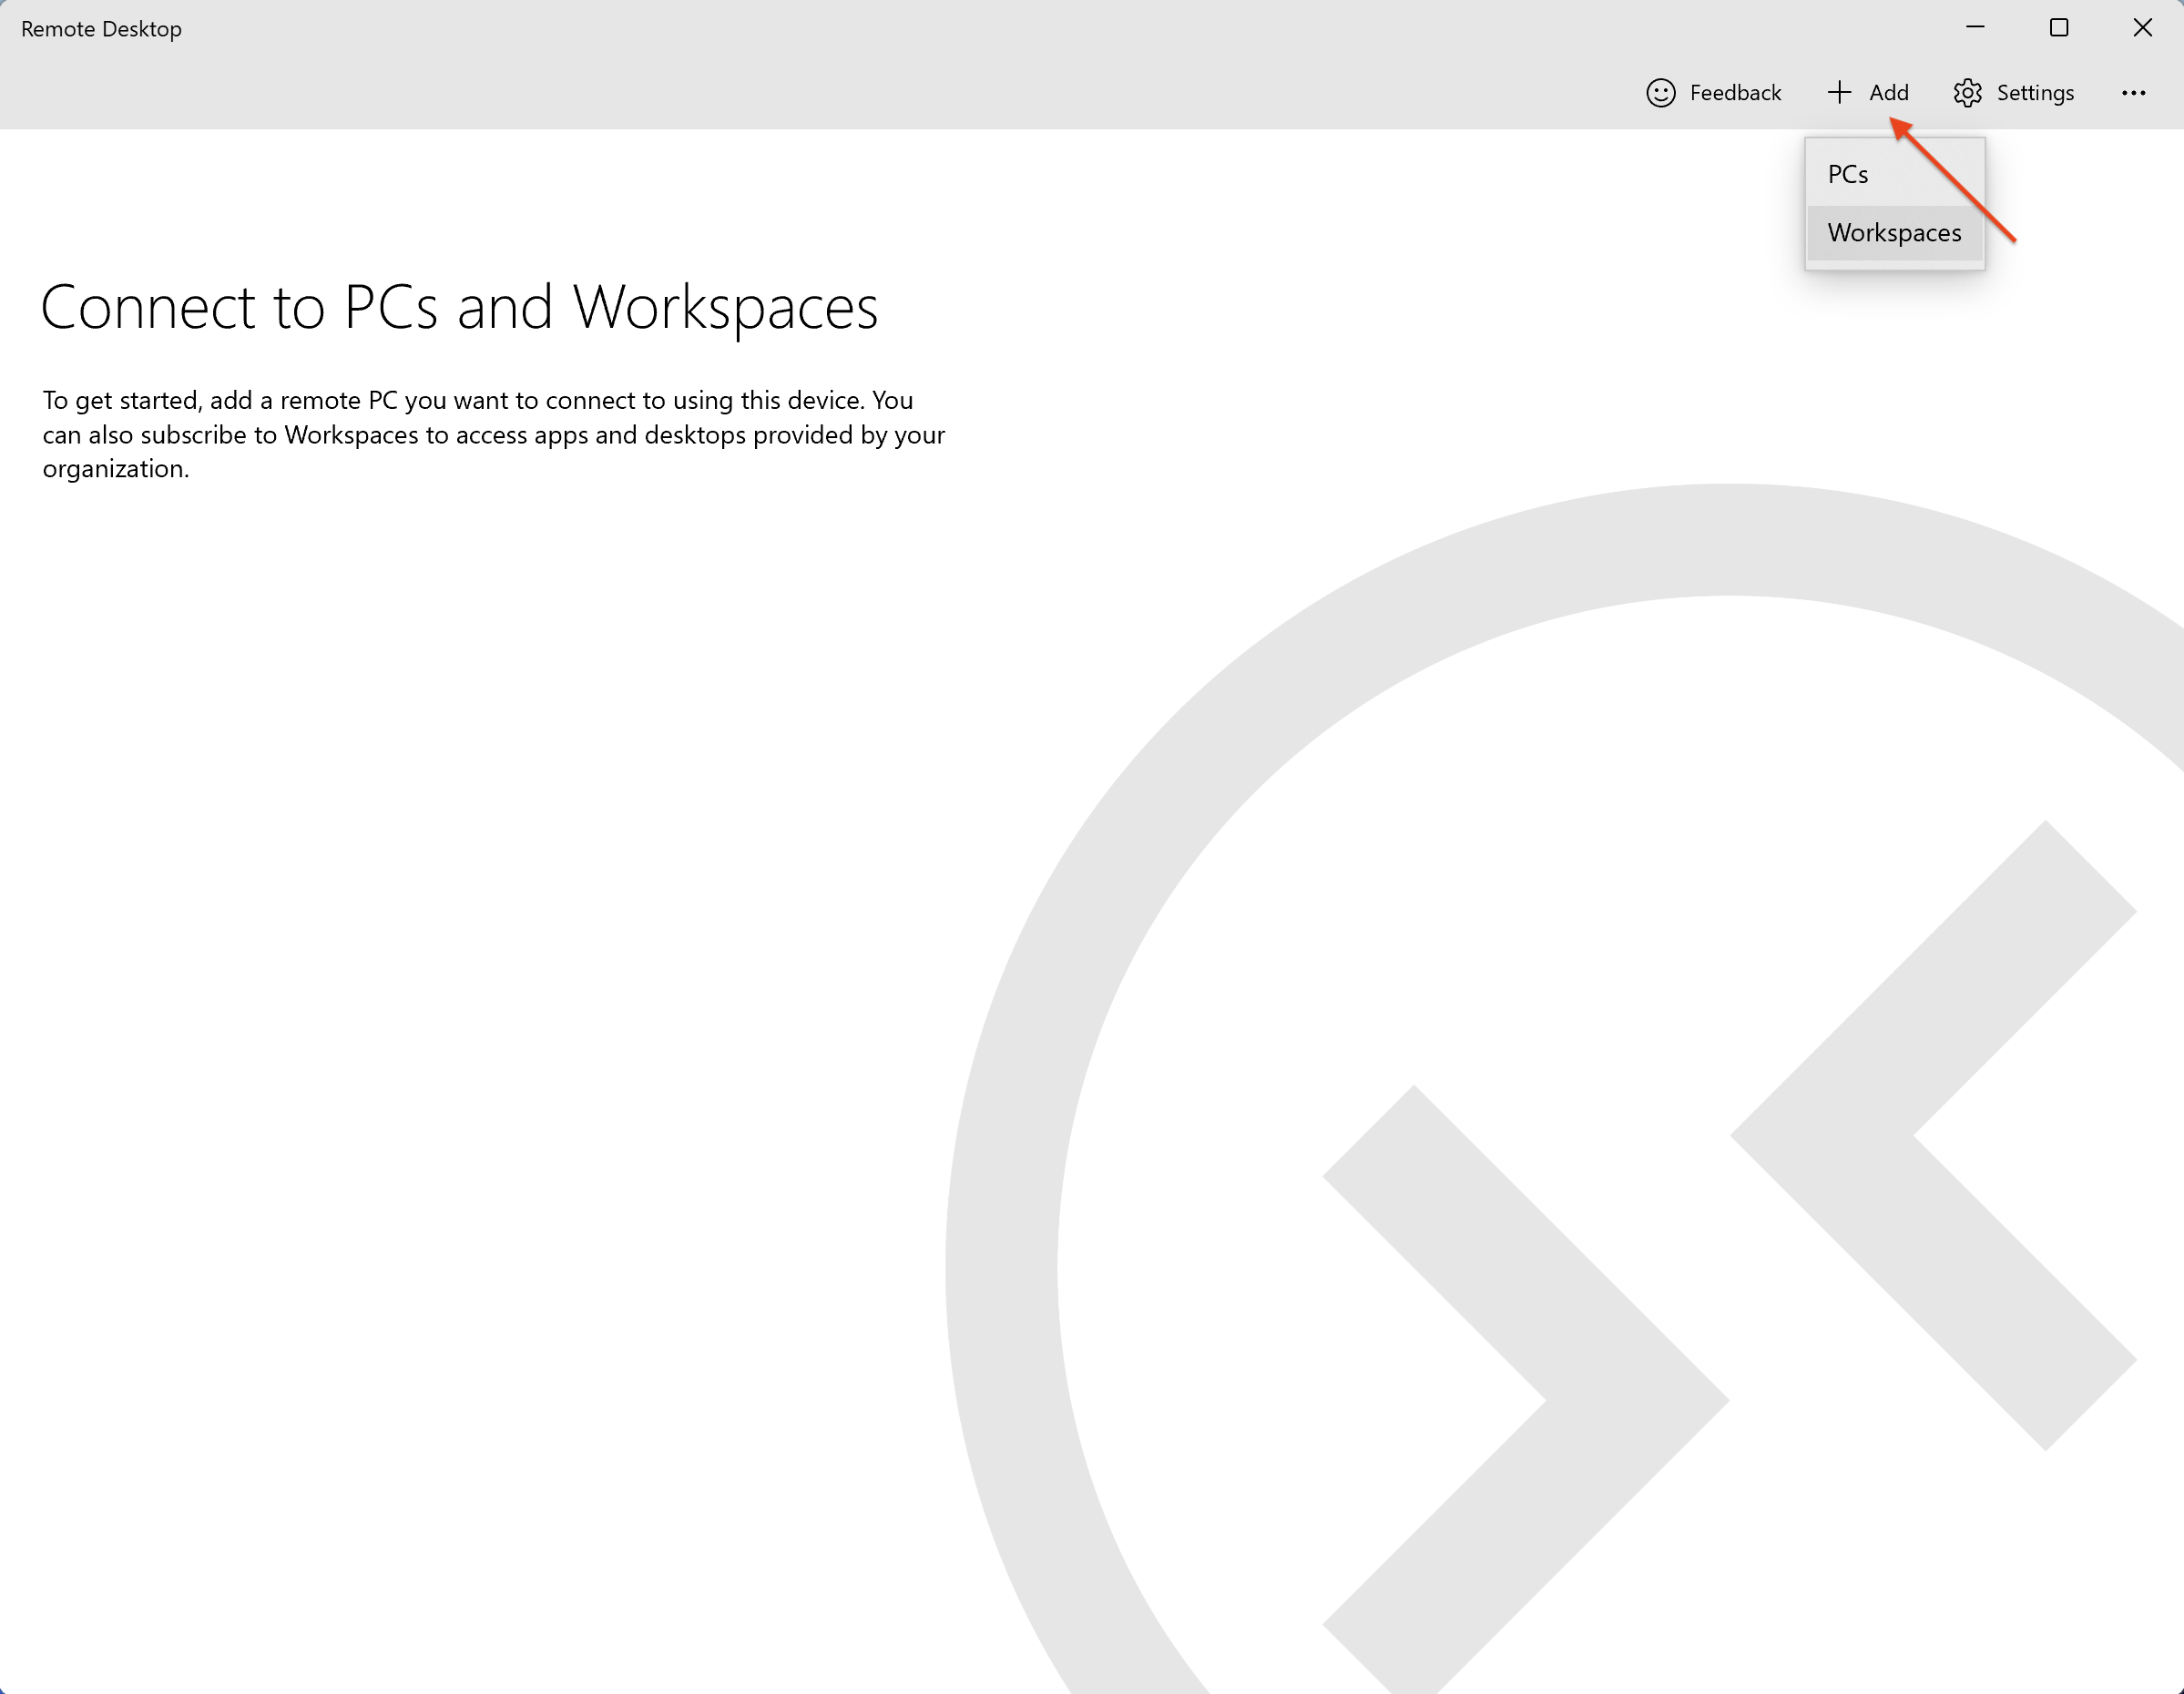 Remote Desktop
Feedback
Add
Settings
PCs
Workspaces
Connect to PCs and Workspaces
To get started, add a remote PC you want to connect to using this device. You
can also subscribe to Workspaces to access apps and desktops provided by your
organization.